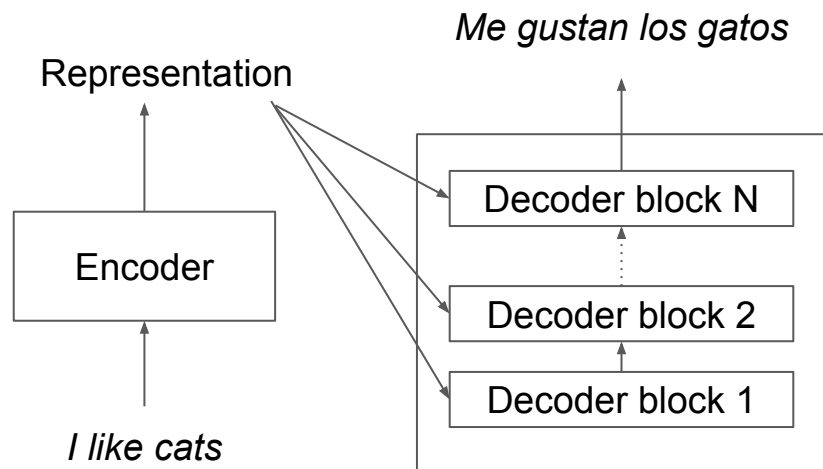 Me gustan los gatos
Representation
Decoder block N
Encoder
Decoder block 2
Decoder block 1
I like cats